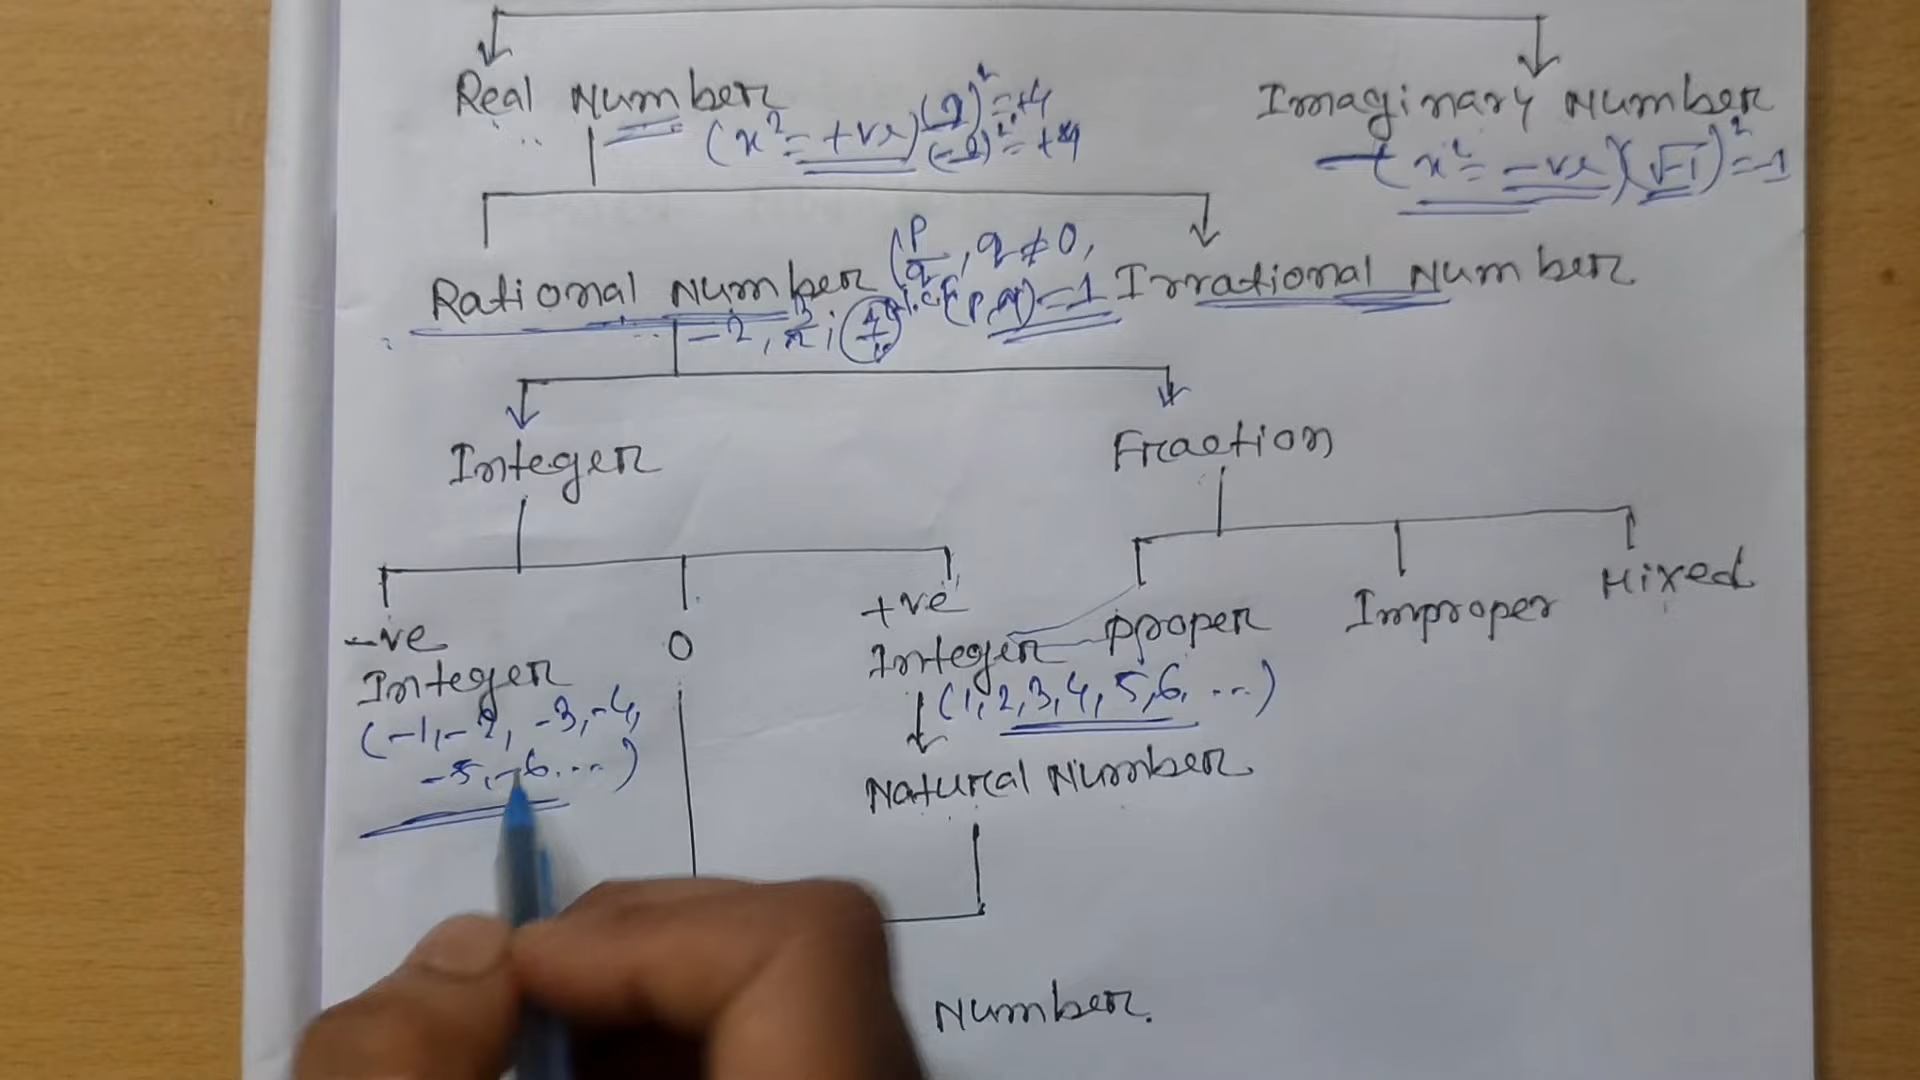 Real Number
(x² = +ve) (2)² = +4
(-2)² = +4
Imaginary Number
(x² = -ve) (√-1)² = -1
Rational Number (p/q, q ≠ 0,
H.C.F (p,q) = 1
-2, 3/2,
Irrational Number
Integer
Fraction
-ve
Integer
(-1, -2, -3, -4,
-5, -6...)
0
+ve
Integer
(1, 2, 3, 4, 5, 6, ...)
Natural Number
Proper
Improper
Mixed
Number.